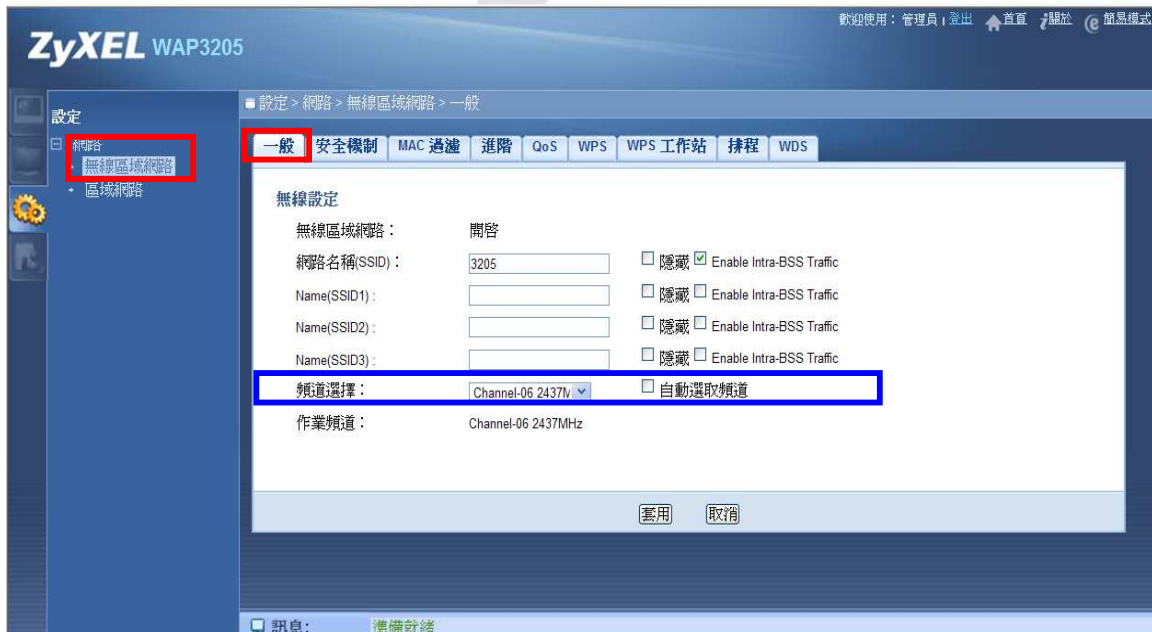 歡迎使用：管理員 | 登出 首頁 關於 簡易模式
ZyXEL WAP3205
設定 > 網路 > 無線區域網路 > 一般
設定
網路
無線區域網路
區域網路
一般 安全機制 MAC 過濾 進階 QoS WPS WPS 工作站 排程 WDS
無線設定
無線區域網路： 開啓
網路名稱(SSID)： 3205 隱藏 Enable Intra-BSS Traffic
Name(SSID1) : 隱藏 Enable Intra-BSS Traffic
Name(SSID2) : 隱藏 Enable Intra-BSS Traffic
Name(SSID3) : 隱藏 Enable Intra-BSS Traffic
頻道選擇： Channel-06 2437M 自動選取頻道
作業頻道： Channel-06 2437MHz
套用 取消
訊息: 準備就緒